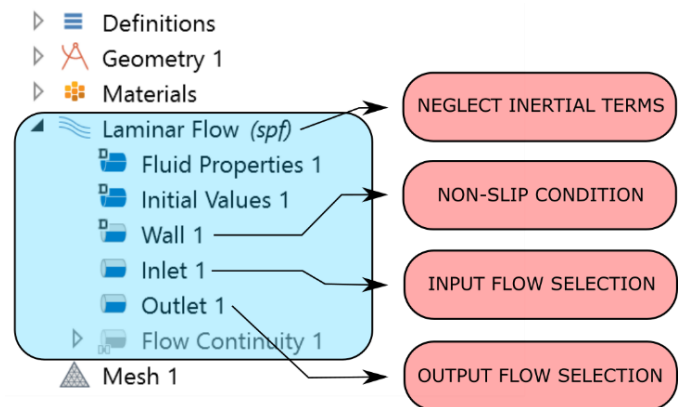 Definitions
Geometry 1
Materials
Laminar Flow (spf)
NEGLECT INERTIAL TERMS
Fluid Properties 1
Initial Values 1
NON-SLIP CONDITION
Wall 1
Inlet 1
INPUT FLOW SELECTION
Outlet 1
Flow Continuity 1
Mesh 1
OUTPUT FLOW SELECTION